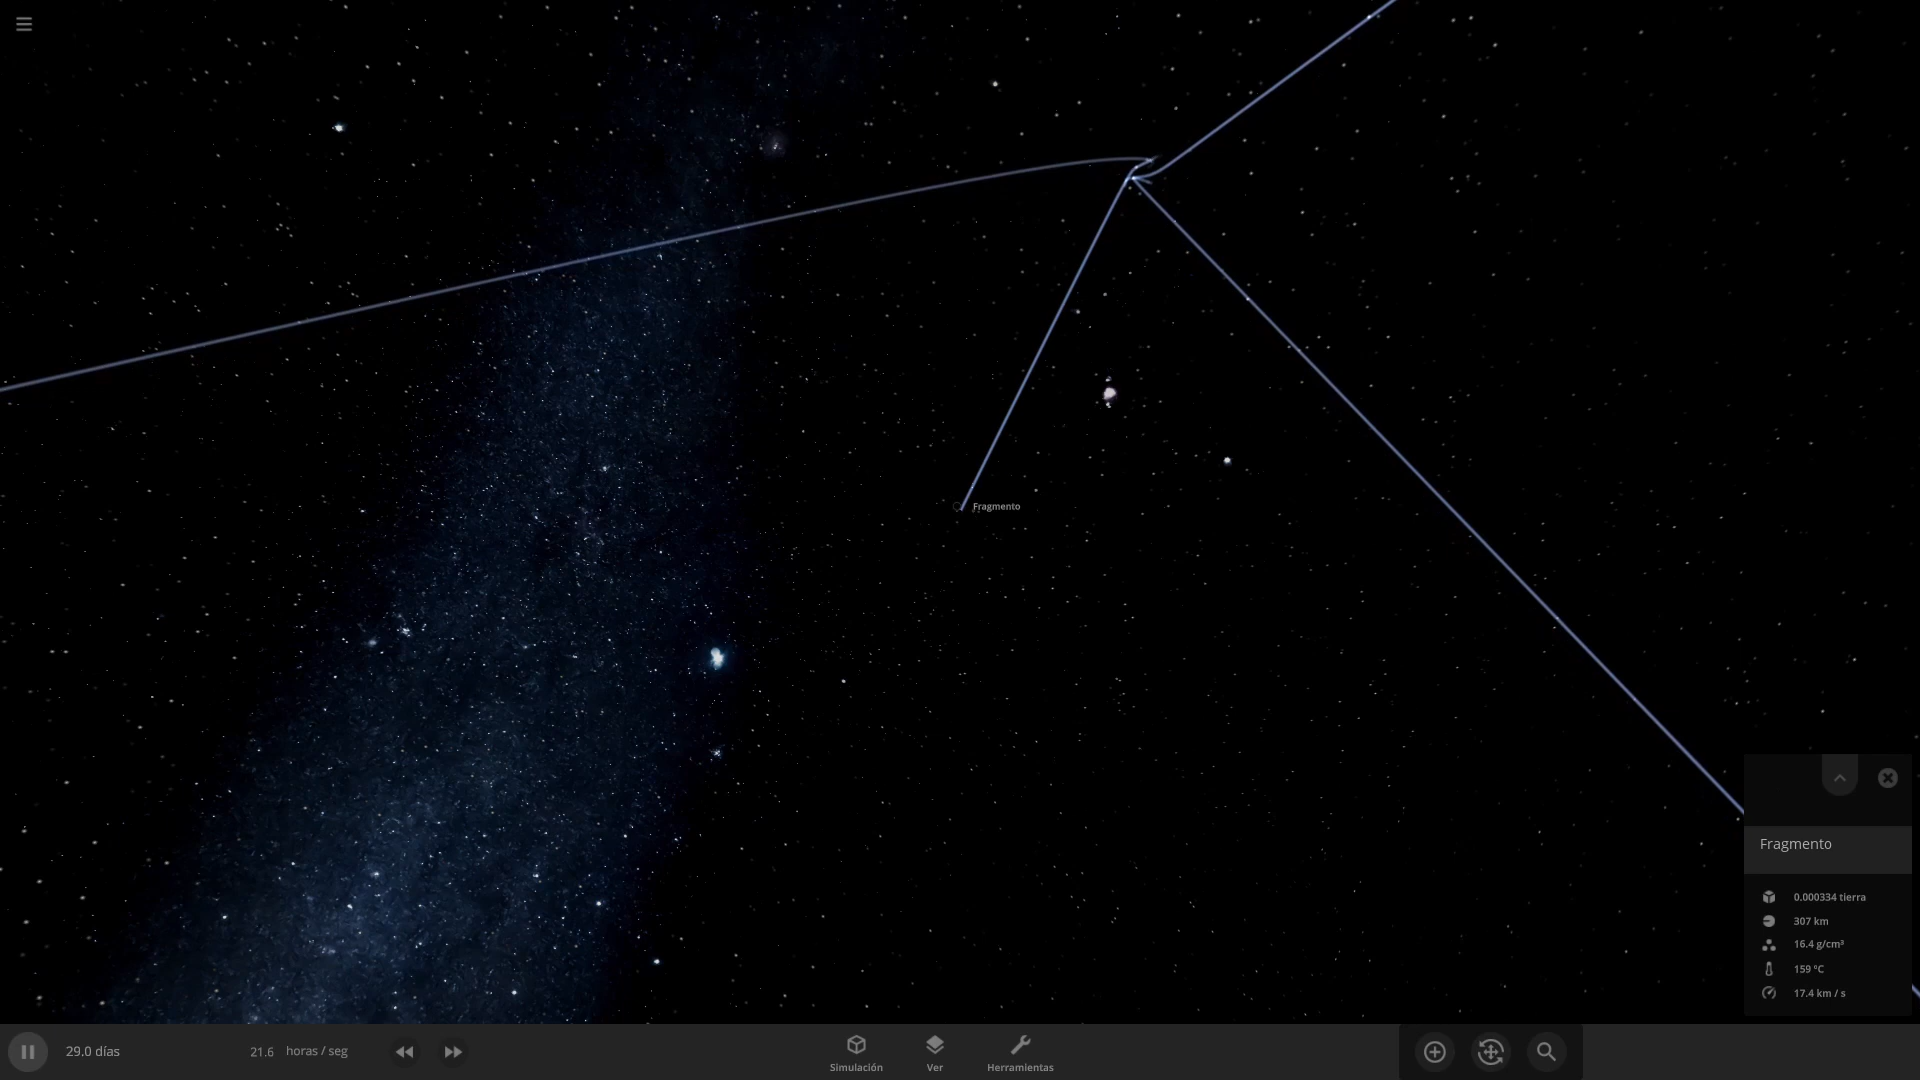 Fragmento
Fragmento
0.000334 tierra
307 km
16.4 g/cm³
159 ºC
17.4 km / s
29.0 días
21.6 horas / seg
Simulación
Ver
Herramientas